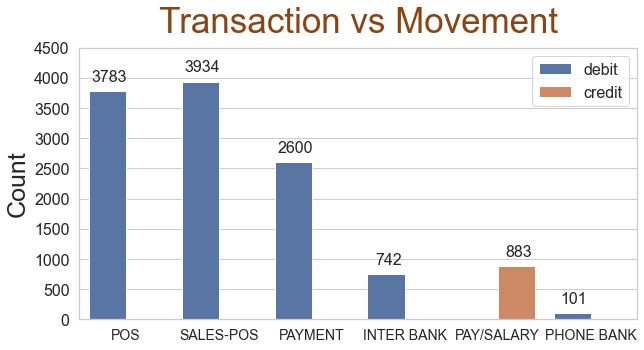 Transaction vs Movement
Count
4500
4000
3500
3000
2500
2000
1500
1000
500
0
3783
3934
2600
742
883
101
debit
credit
POS
SALES-POS
PAYMENT
INTER BANK
PAY/SALARY
PHONE BANK